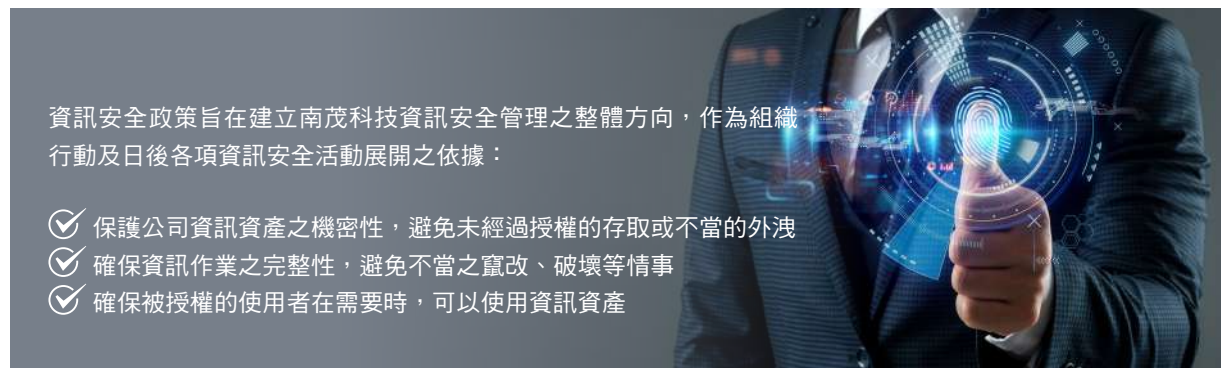 資訊安全政策旨在建立南茂科技資訊安全管理之整體方向，作為組織
行動及日後各項資訊安全活動展開之依據：
保護公司資訊資產之機密性，避免未經過授權的存取或不當的外洩
確保資訊作業之完整性，避免不當之竄改、破壞等情事
確保被授權的使用者在需要時，可以使用資訊資產